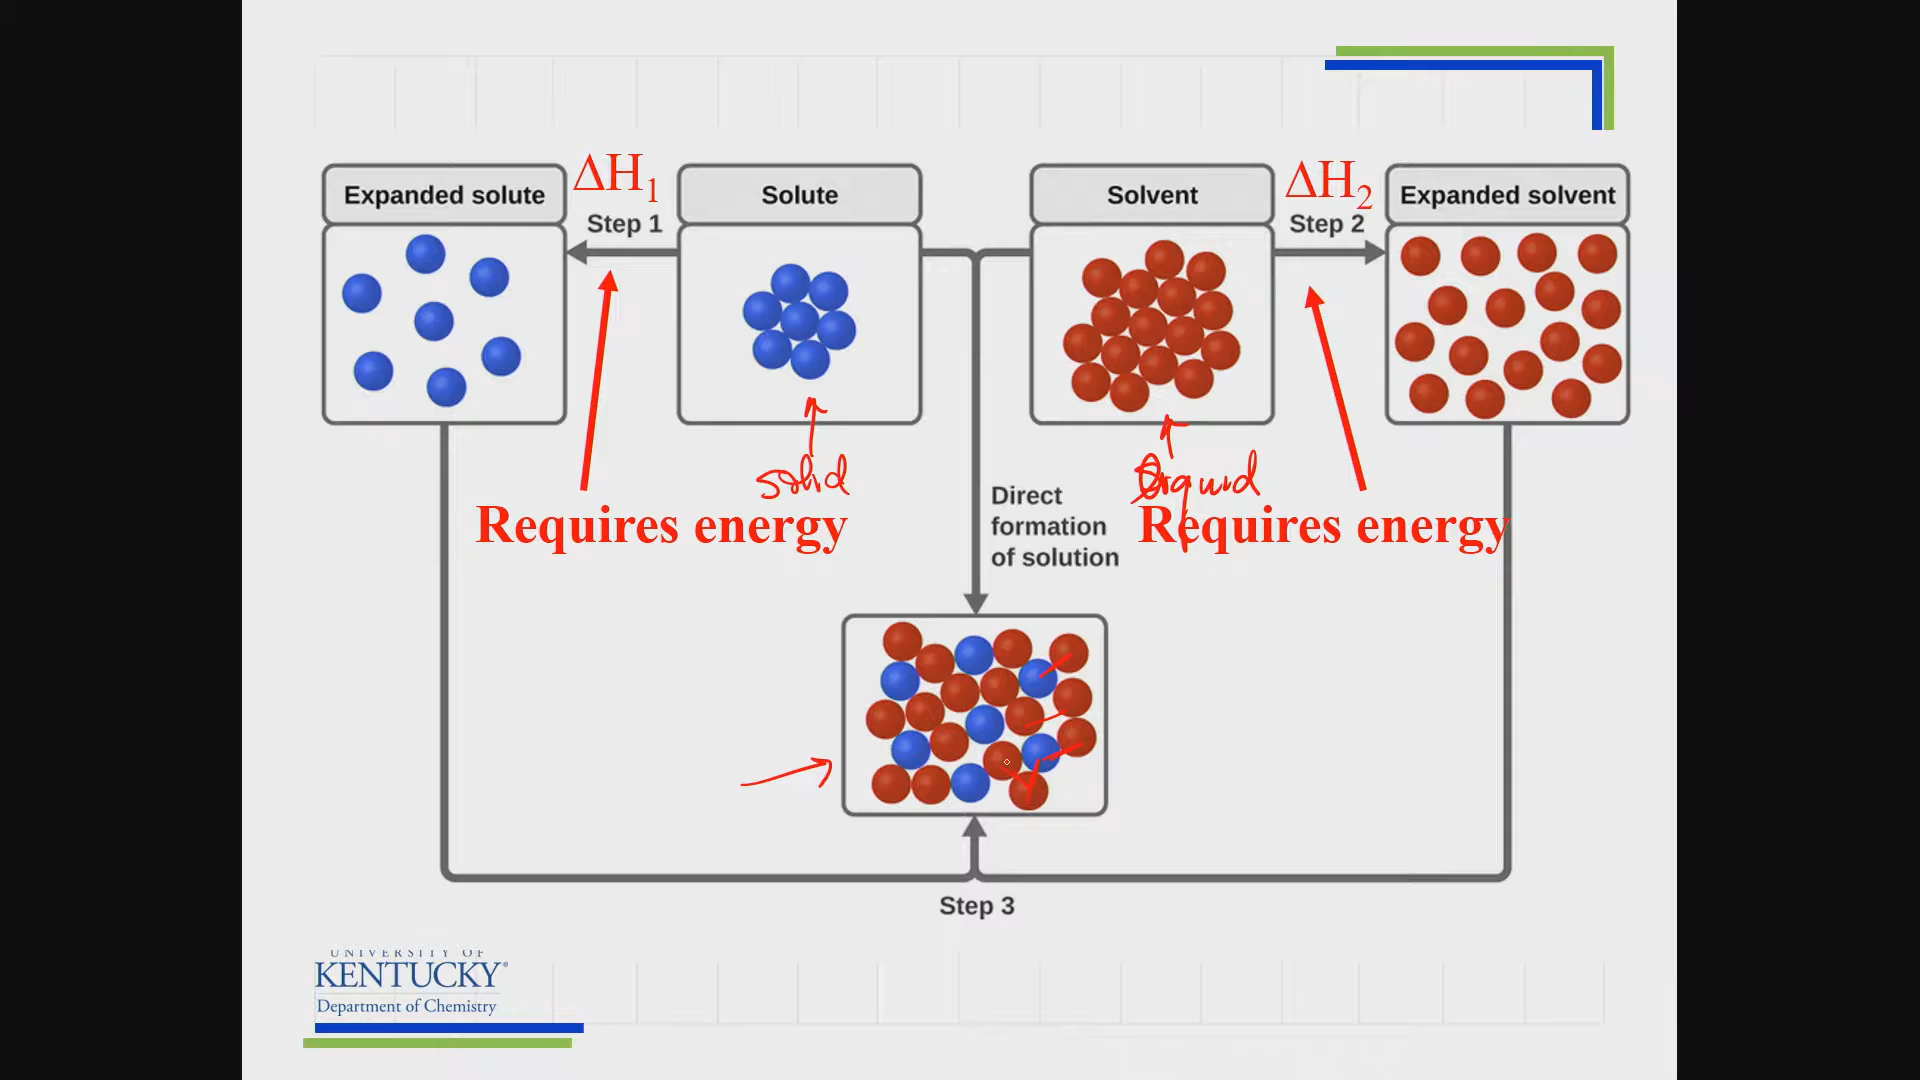 Expanded solute
ΔH1
Step 1
Solute
Solvent
ΔH2
Step 2
Expanded solvent
solid
liquid
Requires energy
Direct
formation
of solution
Requires energy
Step 3
UNIVERSITY OF
KENTUCKY®
Department of Chemistry